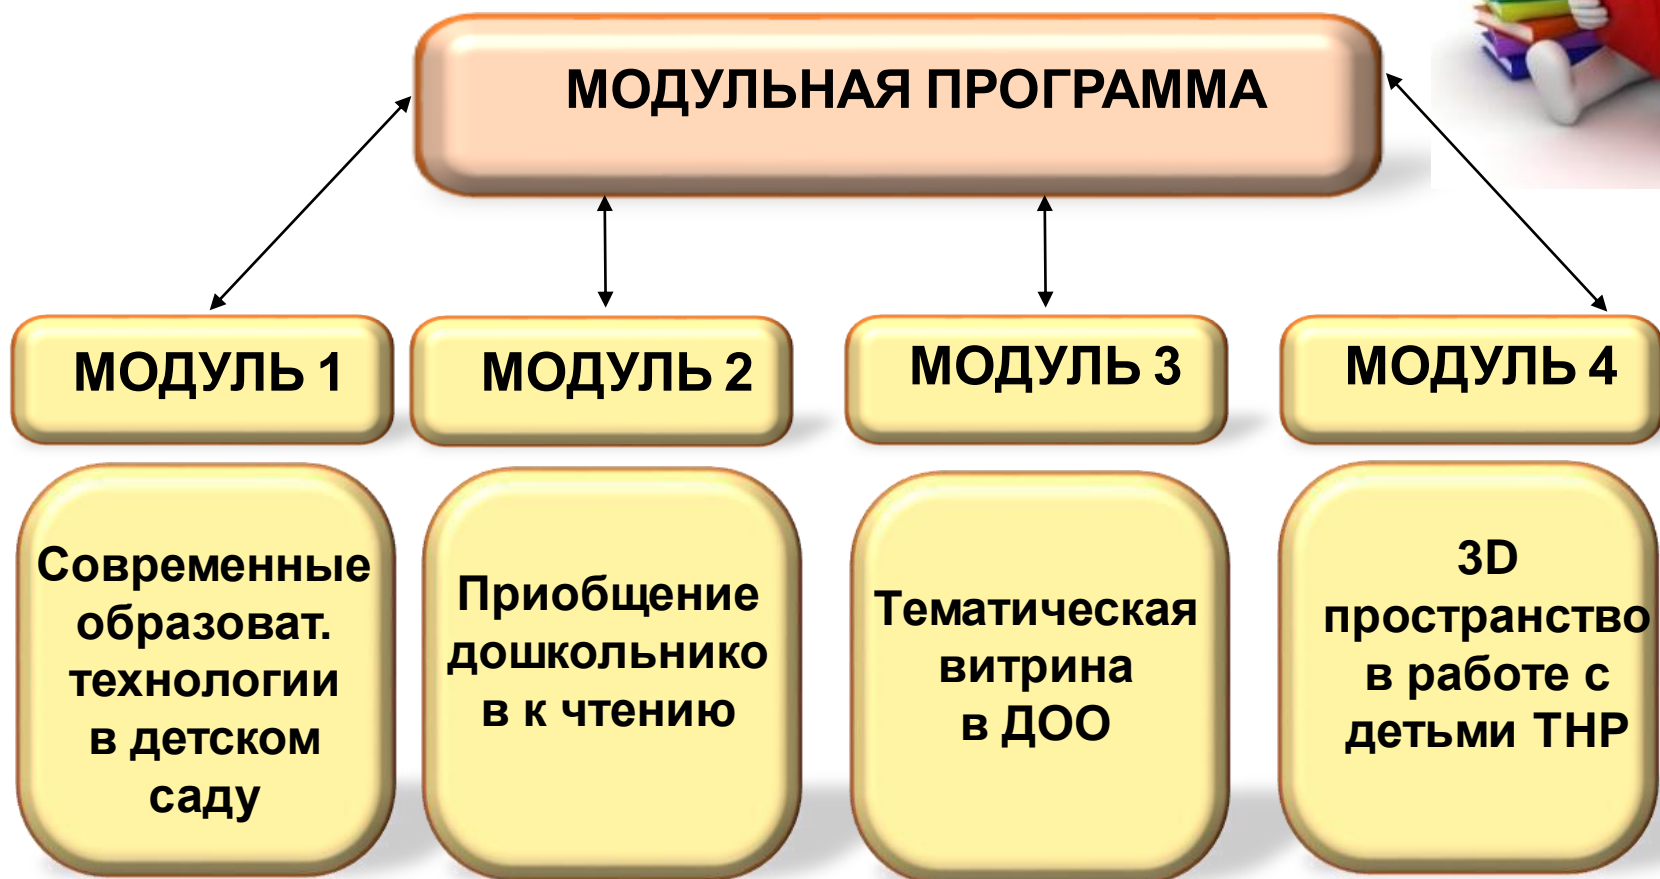 МОДУЛЬНАЯ ПРОГРАММА
МОДУЛЬ 1
МОДУЛЬ 2
МОДУЛЬ 3
МОДУЛЬ 4
Современные
образоват.
технологии
в детском
саду
Приобщение
дошкольнико
в к чтению
Тематическая
витрина
в ДОО
3D
пространство
в работе с
детьми ТНР